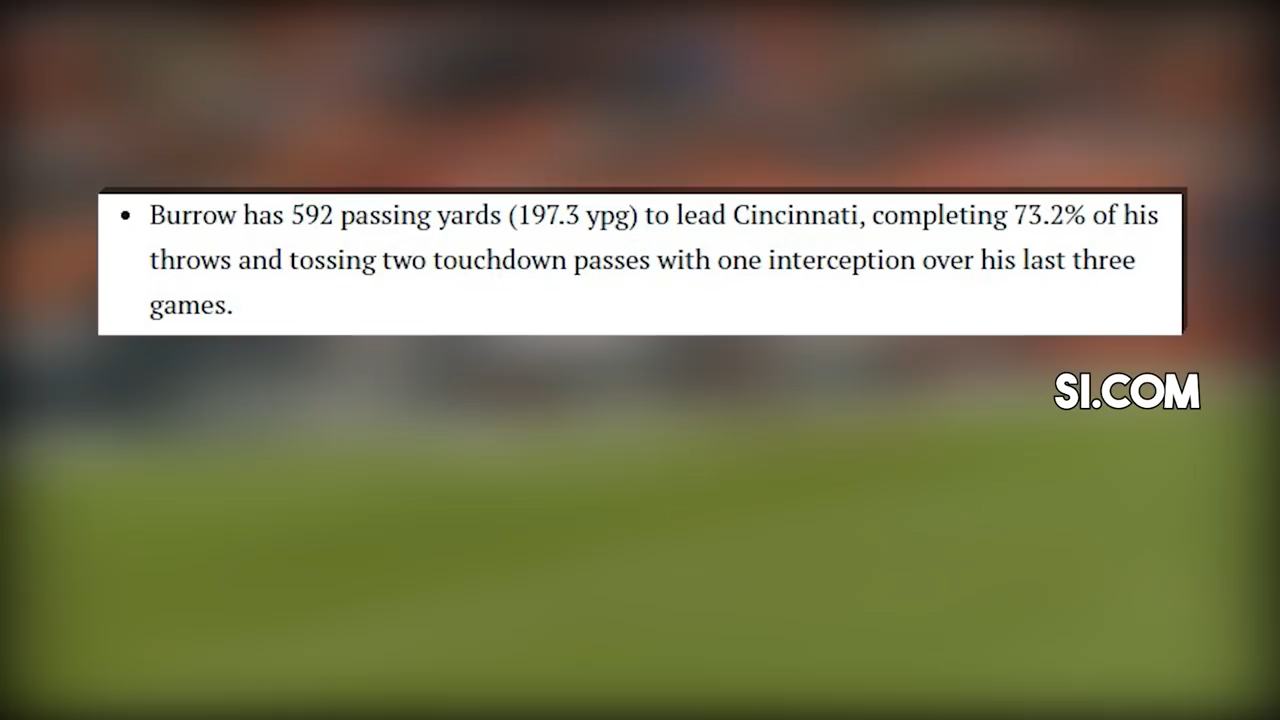 • Burrow has 592 passing yards (197.3 ypg) to lead Cincinnati, completing 73.2% of his
throws and tossing two touchdown passes with one interception over his last three
games.
SI.COM